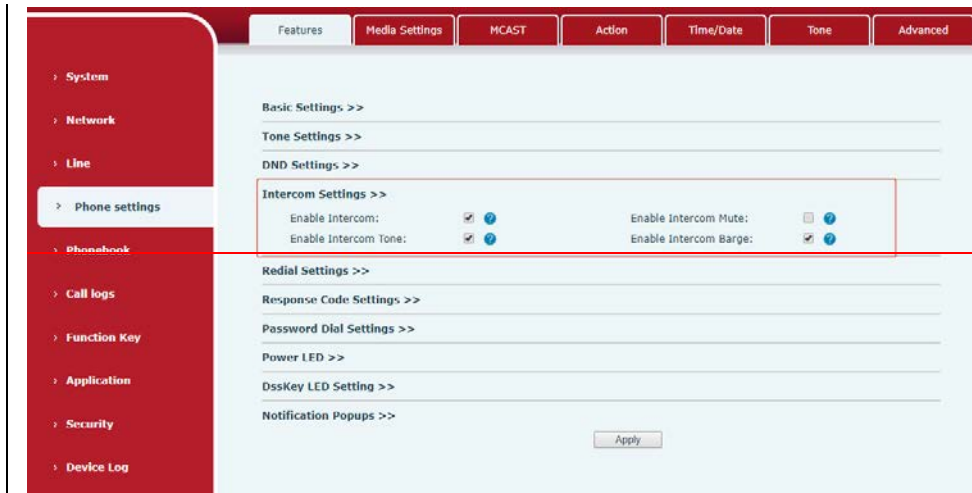 Features Media Settings MCAST Action Time/Date Tone Advanced
› System
› Network
› Line
› Phone settings
› Phonebook
› Call logs
› Function Key
› Application
› Security
› Device Log
Basic Settings >>
Tone Settings >>
DND Settings >>
Intercom Settings >>
Enable Intercom: ? Enable Intercom Mute: ?
Enable Intercom Tone: ? Enable Intercom Barge: ?
Redial Settings >>
Response Code Settings >>
Password Dial Settings >>
Power LED >>
DssKey LED Setting >>
Notification Popups >>
Apply